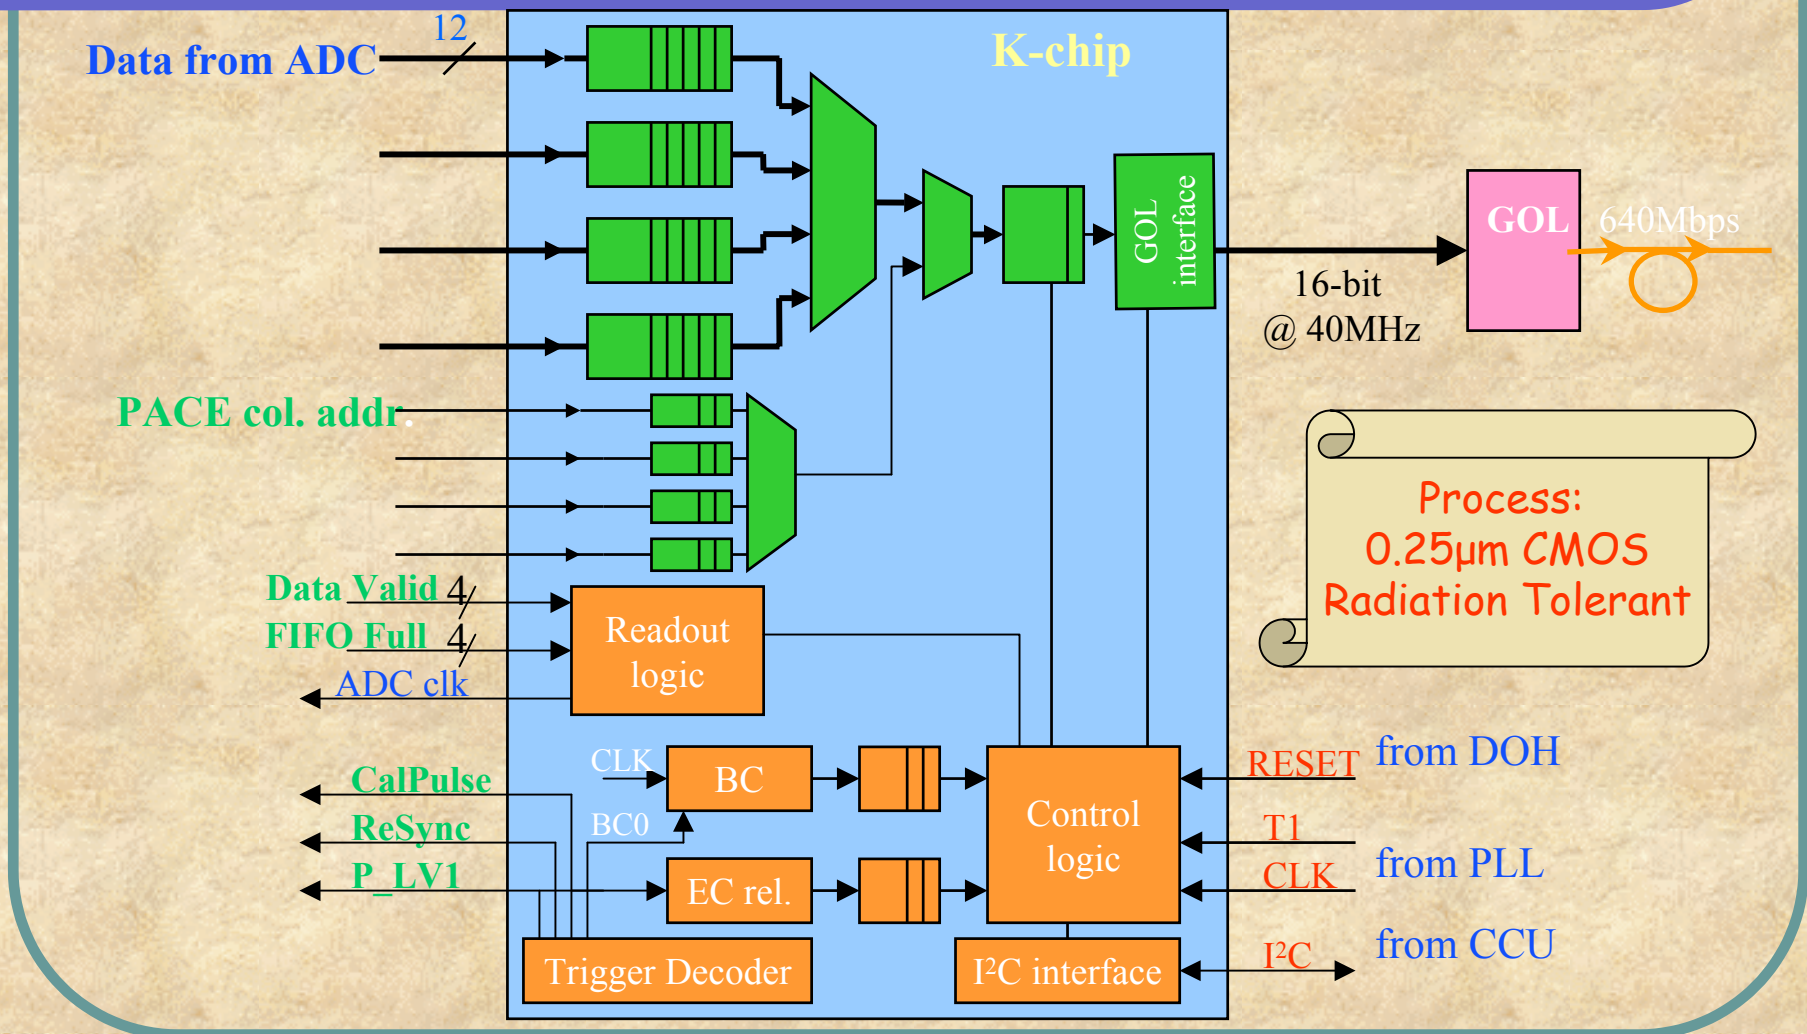 12
K-chip
Data from ADC
GOL
interface
GOL
640Mbps
16-bit
@ 40MHz
PACE col. addr.
Process:
0.25µm CMOS
Radiation Tolerant
Data Valid 4
FIFO Full 4
ADC clk
Readout
logic
CLK
BC
RESET
from DOH
CalPulse
BC0
Control
logic
T1
ReSync
from PLL
P_LV1
EC rel.
CLK
from CCU
I²C
Trigger Decoder
I²C interface